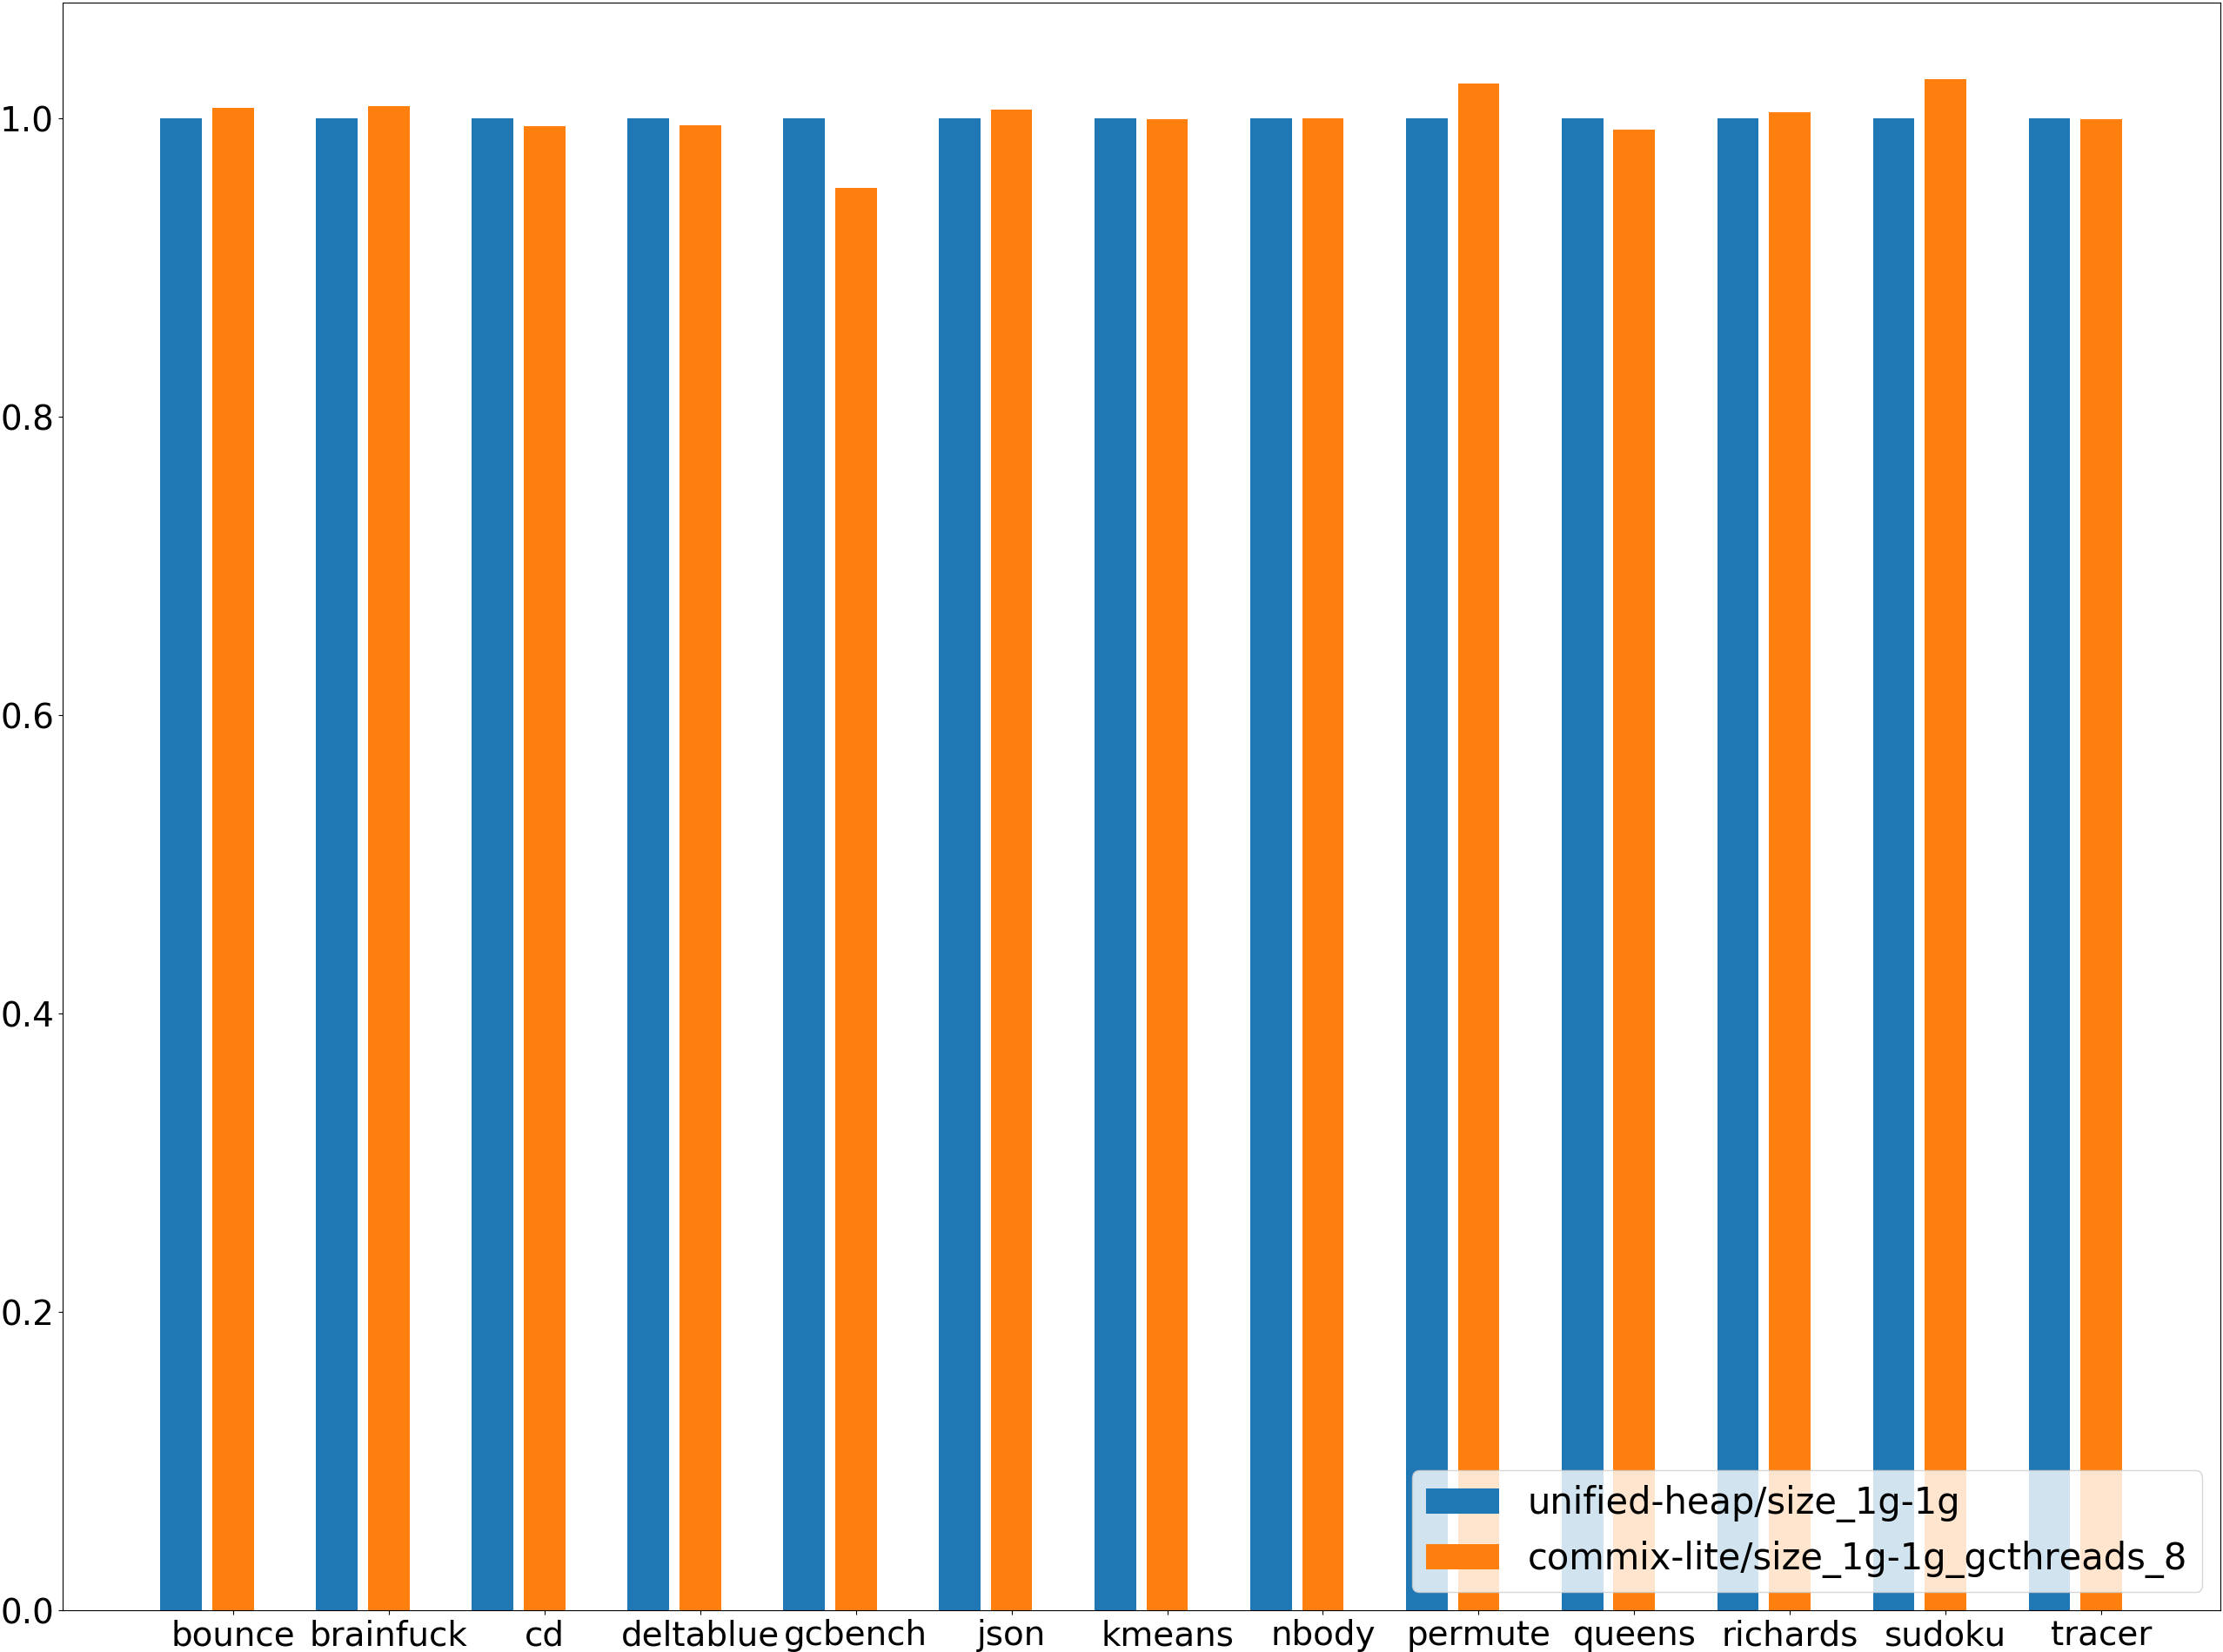 1.0
0.8
0.6
0.4
0.2
0.0
bounce brainfuck cd deltablue gcbench json kmeans nbody permute queens richards sudoku tracer
unified-heap/size_1g-1g
commix-lite/size_1g-1g_gcthreads_8